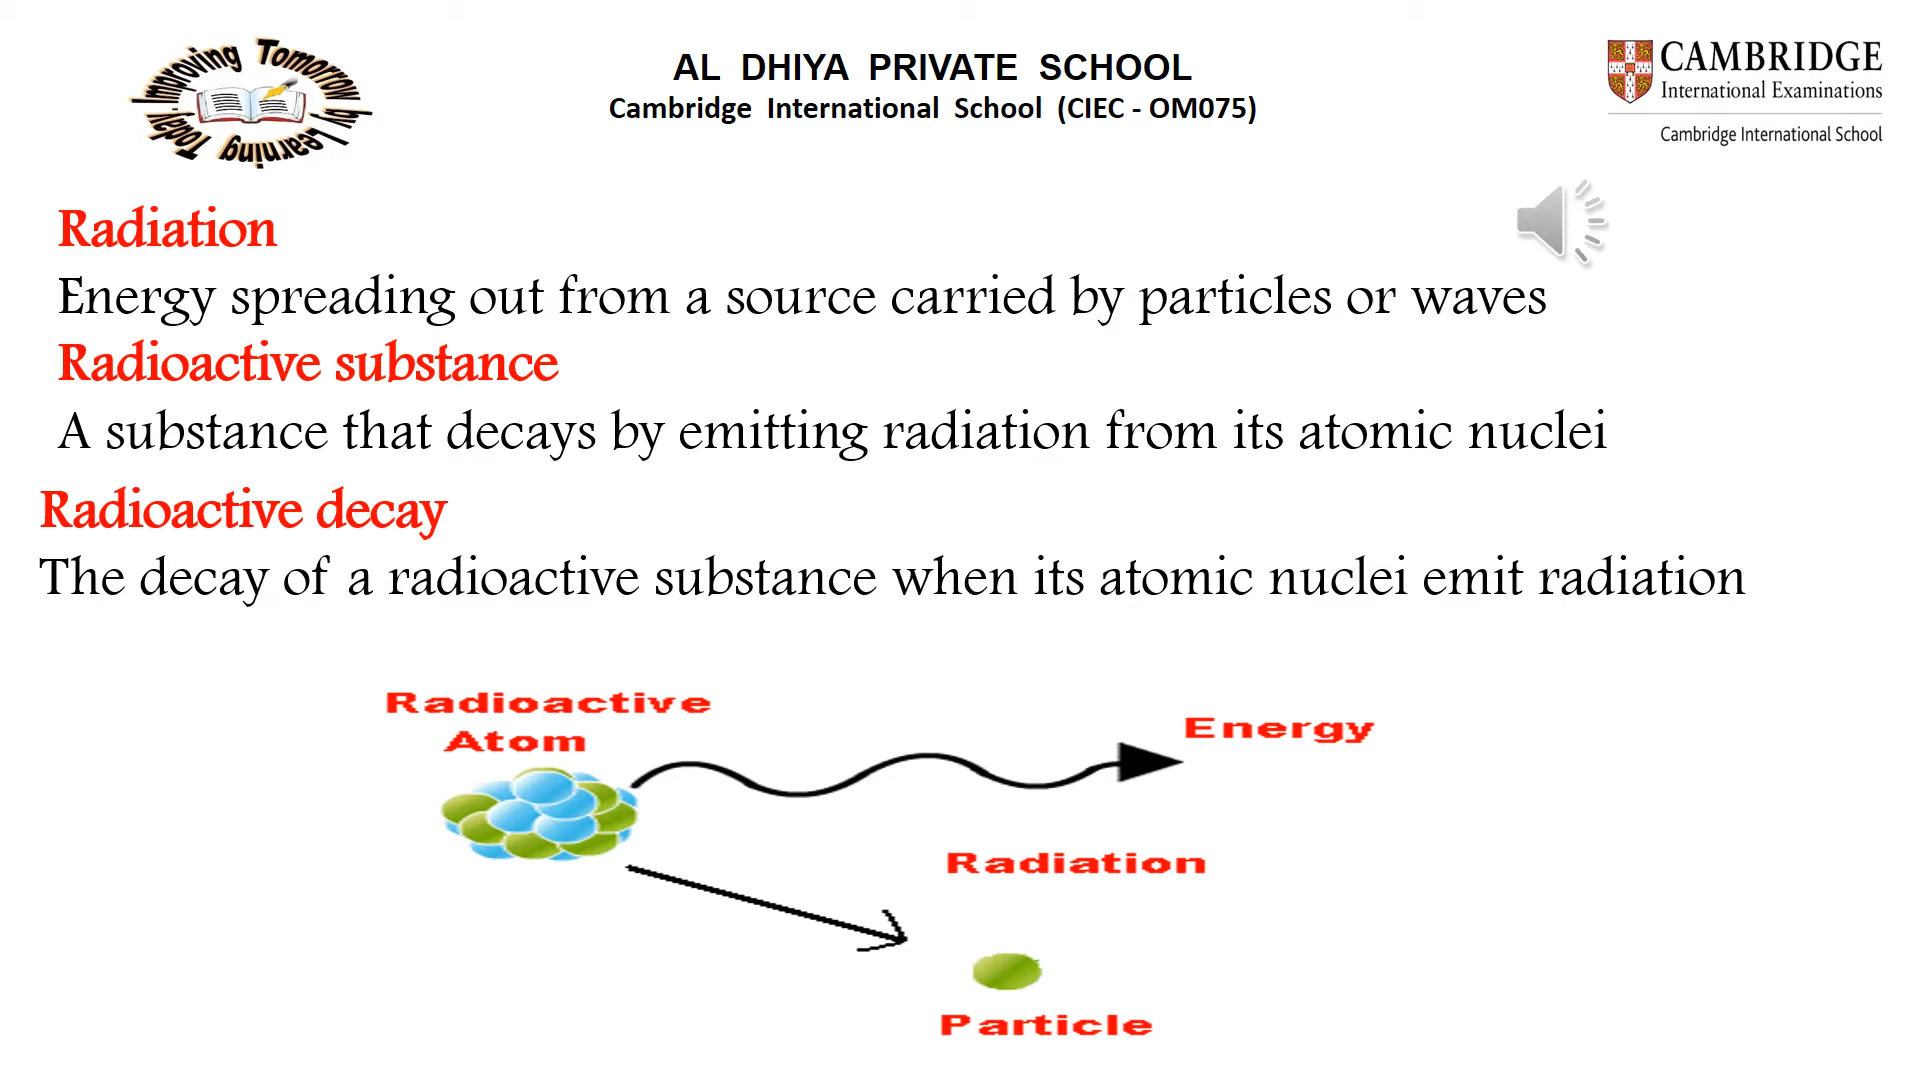 Improving Tomorrow by Learning Today
AL DHIYA PRIVATE SCHOOL
Cambridge International School (CIEC - OM075)
CAMBRIDGE
International Examinations
Cambridge International School
Radiation
Energy spreading out from a source carried by particles or waves
Radioactive substance
A substance that decays by emitting radiation from its atomic nuclei
Radioactive decay
The decay of a radioactive substance when its atomic nuclei emit radiation
Radioactive
Atom
Energy
Radiation
Particle